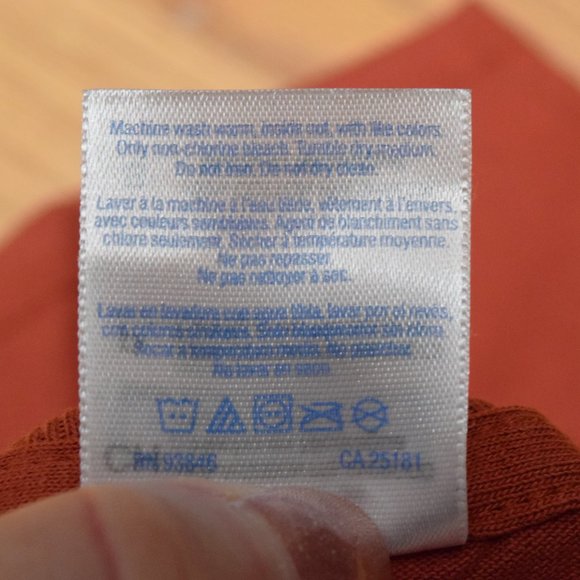 Machine wash warm, inside out, with like colors.
Only non-chlorine bleach. Tumble dry medium.
Do not iron. Do not dry clean.
Laver à la machine à l'eau tiède, vêtement à l'envers,
avec couleurs semblables. Agent de blanchiment sans
chlore seulement. Sécher à température moyenne.
Ne pas repasser.
Ne pas nettoyer à sec.
Lavar en lavadora con agua tibia, lavar por el revés,
con colores similares. Solo blanqueador sin cloro.
Secar a temperatura media. No planchar.
No lavar en seco.
RN 93846 CA 25181